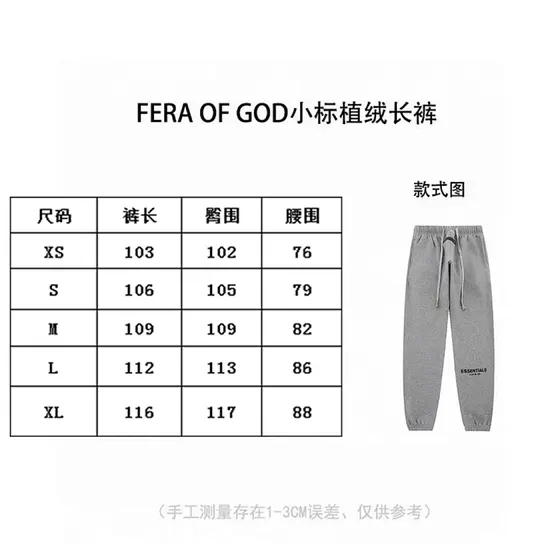 FERA OF GOD小标植绒长裤
款式图
尺码 裤长 臀围 腰围
XS 103 102 76
S 106 105 79
M 109 109 82
L 112 113 86
XL 116 117 88
ESSENTIALS
（手工测量存在1-3CM误差、仅供参考）